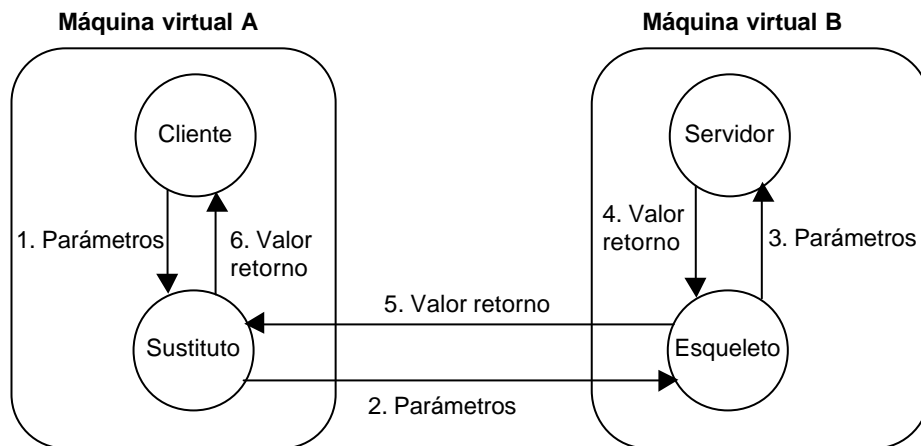 Máquina virtual A
Máquina virtual B
Cliente
Servidor
1. Parámetros
6. Valor
retorno
4. Valor
retorno
3. Parámetros
5. Valor retorno
Sustituto
Esqueleto
2. Parámetros